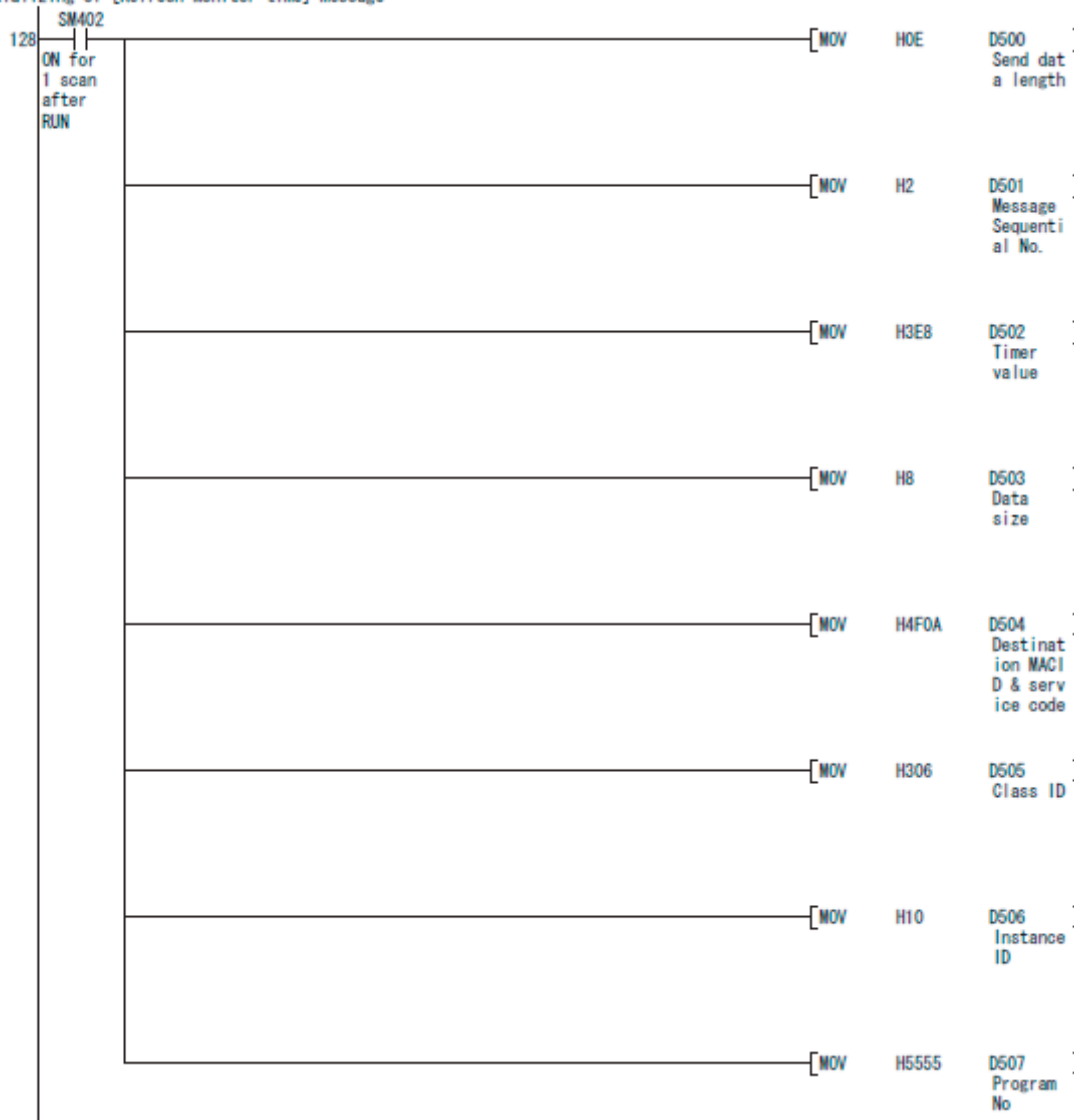 SM402
128
ON for
1 scan
after
RUN
MOV H0E D500
Send dat
a length
MOV H2 D501
Message
Sequenti
al No.
MOV H3E8 D502
Timer
value
MOV H8 D503
Data
size
MOV H4F0A D504
Destinat
ion MACI
D & serv
ice code
MOV H306 D505
Class ID
MOV H10 D506
Instance
ID
MOV H5555 D507
Program
No